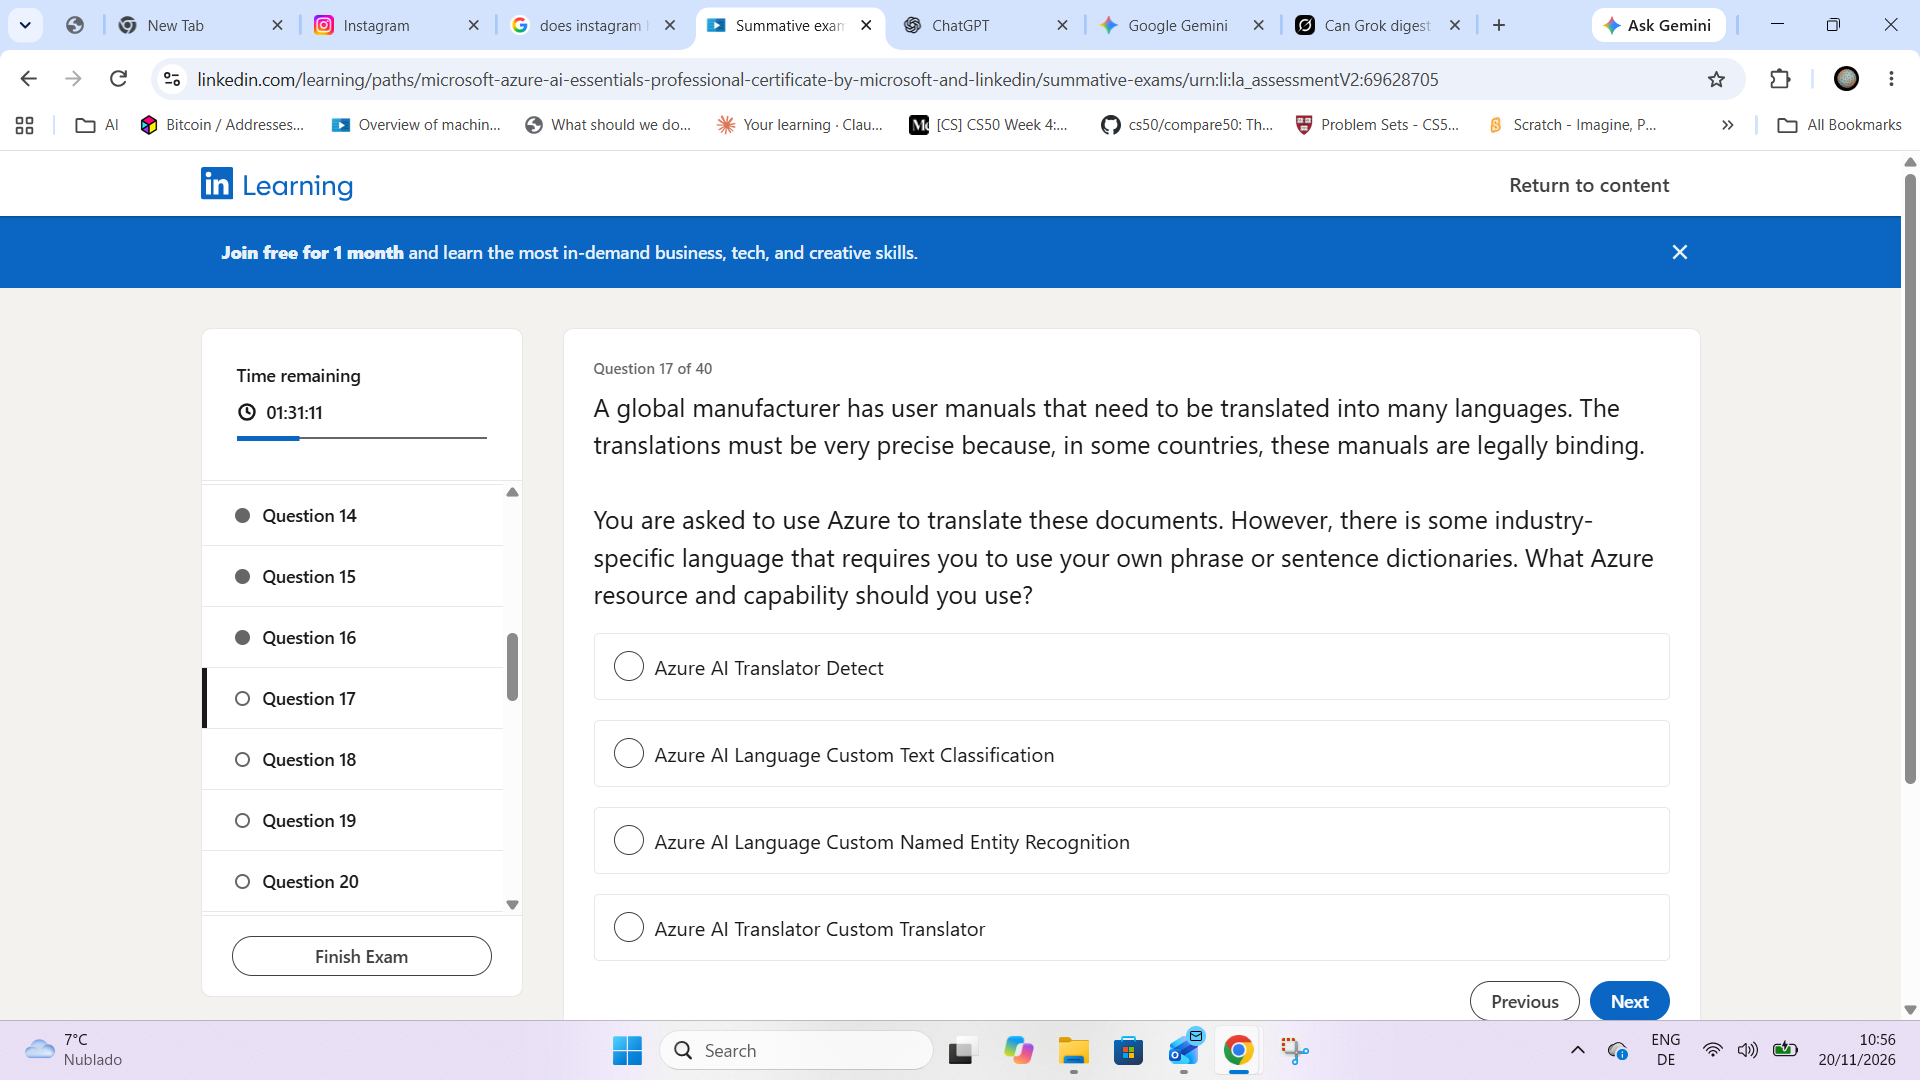 New Tab
Instagram
does instagram
Summative exam
ChatGPT
Google Gemini
Can Grok digest
Ask Gemini
linkedin.com/learning/paths/microsoft-azure-ai-essentials-professional-certificate-by-microsoft-and-linkedin/summative-exams/urn:li:la_assessmentV2:69628705
AI
Bitcoin / Addresses...
Overview of machin...
What should we do...
Your learning · Clau...
[CS] CS50 Week 4:...
cs50/compare50: Th...
Problem Sets - CS5...
Scratch - Imagine, P...
All Bookmarks
in Learning
Return to content
Join free for 1 month and learn the most in-demand business, tech, and creative skills.
Time remaining
01:31:11
Question 14
Question 15
Question 16
Question 17
Question 18
Question 19
Question 20
Finish Exam
Question 17 of 40
A global manufacturer has user manuals that need to be translated into many languages. The
translations must be very precise because, in some countries, these manuals are legally binding.
You are asked to use Azure to translate these documents. However, there is some industry-
specific language that requires you to use your own phrase or sentence dictionaries. What Azure
resource and capability should you use?
Azure AI Translator Detect
Azure AI Language Custom Text Classification
Azure AI Language Custom Named Entity Recognition
Azure AI Translator Custom Translator
Previous
Next
7°C
Nublado
Search
ENG
DE
10:56
20/11/2026